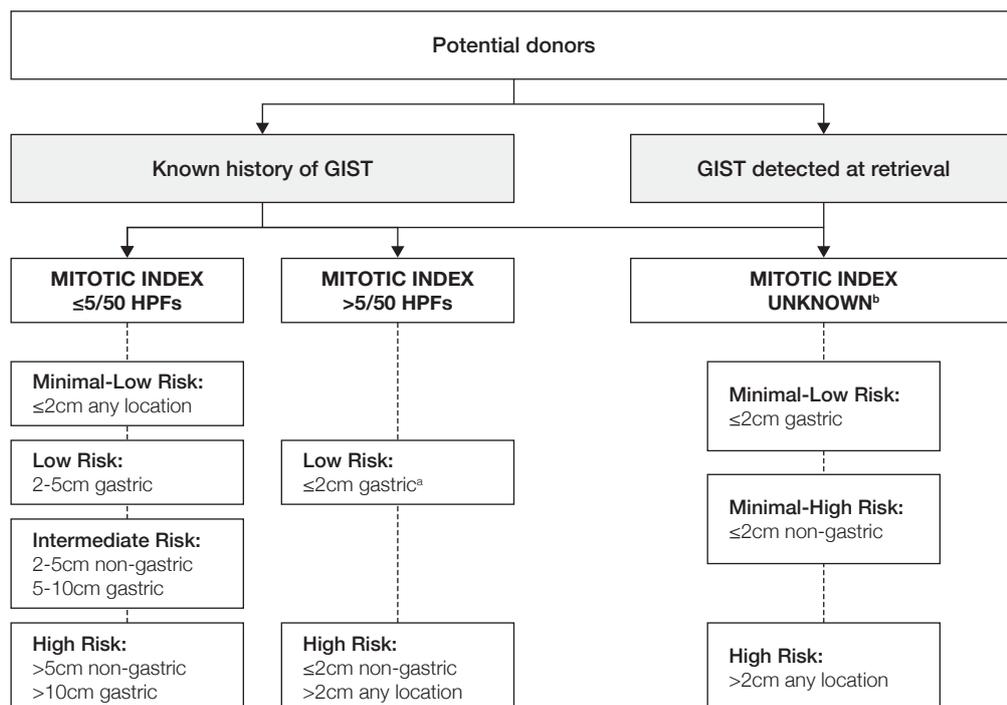 Potential donors
Known history of GIST
GIST detected at retrieval
MITOTIC INDEX
≤5/50 HPFs
MITOTIC INDEX
>5/50 HPFs
MITOTIC INDEX
UNKNOWNᵇ
Minimal-Low Risk:
≤2cm any location
Low Risk:
2-5cm gastric
Intermediate Risk:
2-5cm non-gastric
5-10cm gastric
High Risk:
>5cm non-gastric
>10cm gastric
Low Risk:
≤2cm gastricᵃ
High Risk:
≤2cm non-gastric
>2cm any location
Minimal-Low Risk:
≤2cm gastric
Minimal-High Risk:
≤2cm non-gastric
High Risk:
>2cm any location